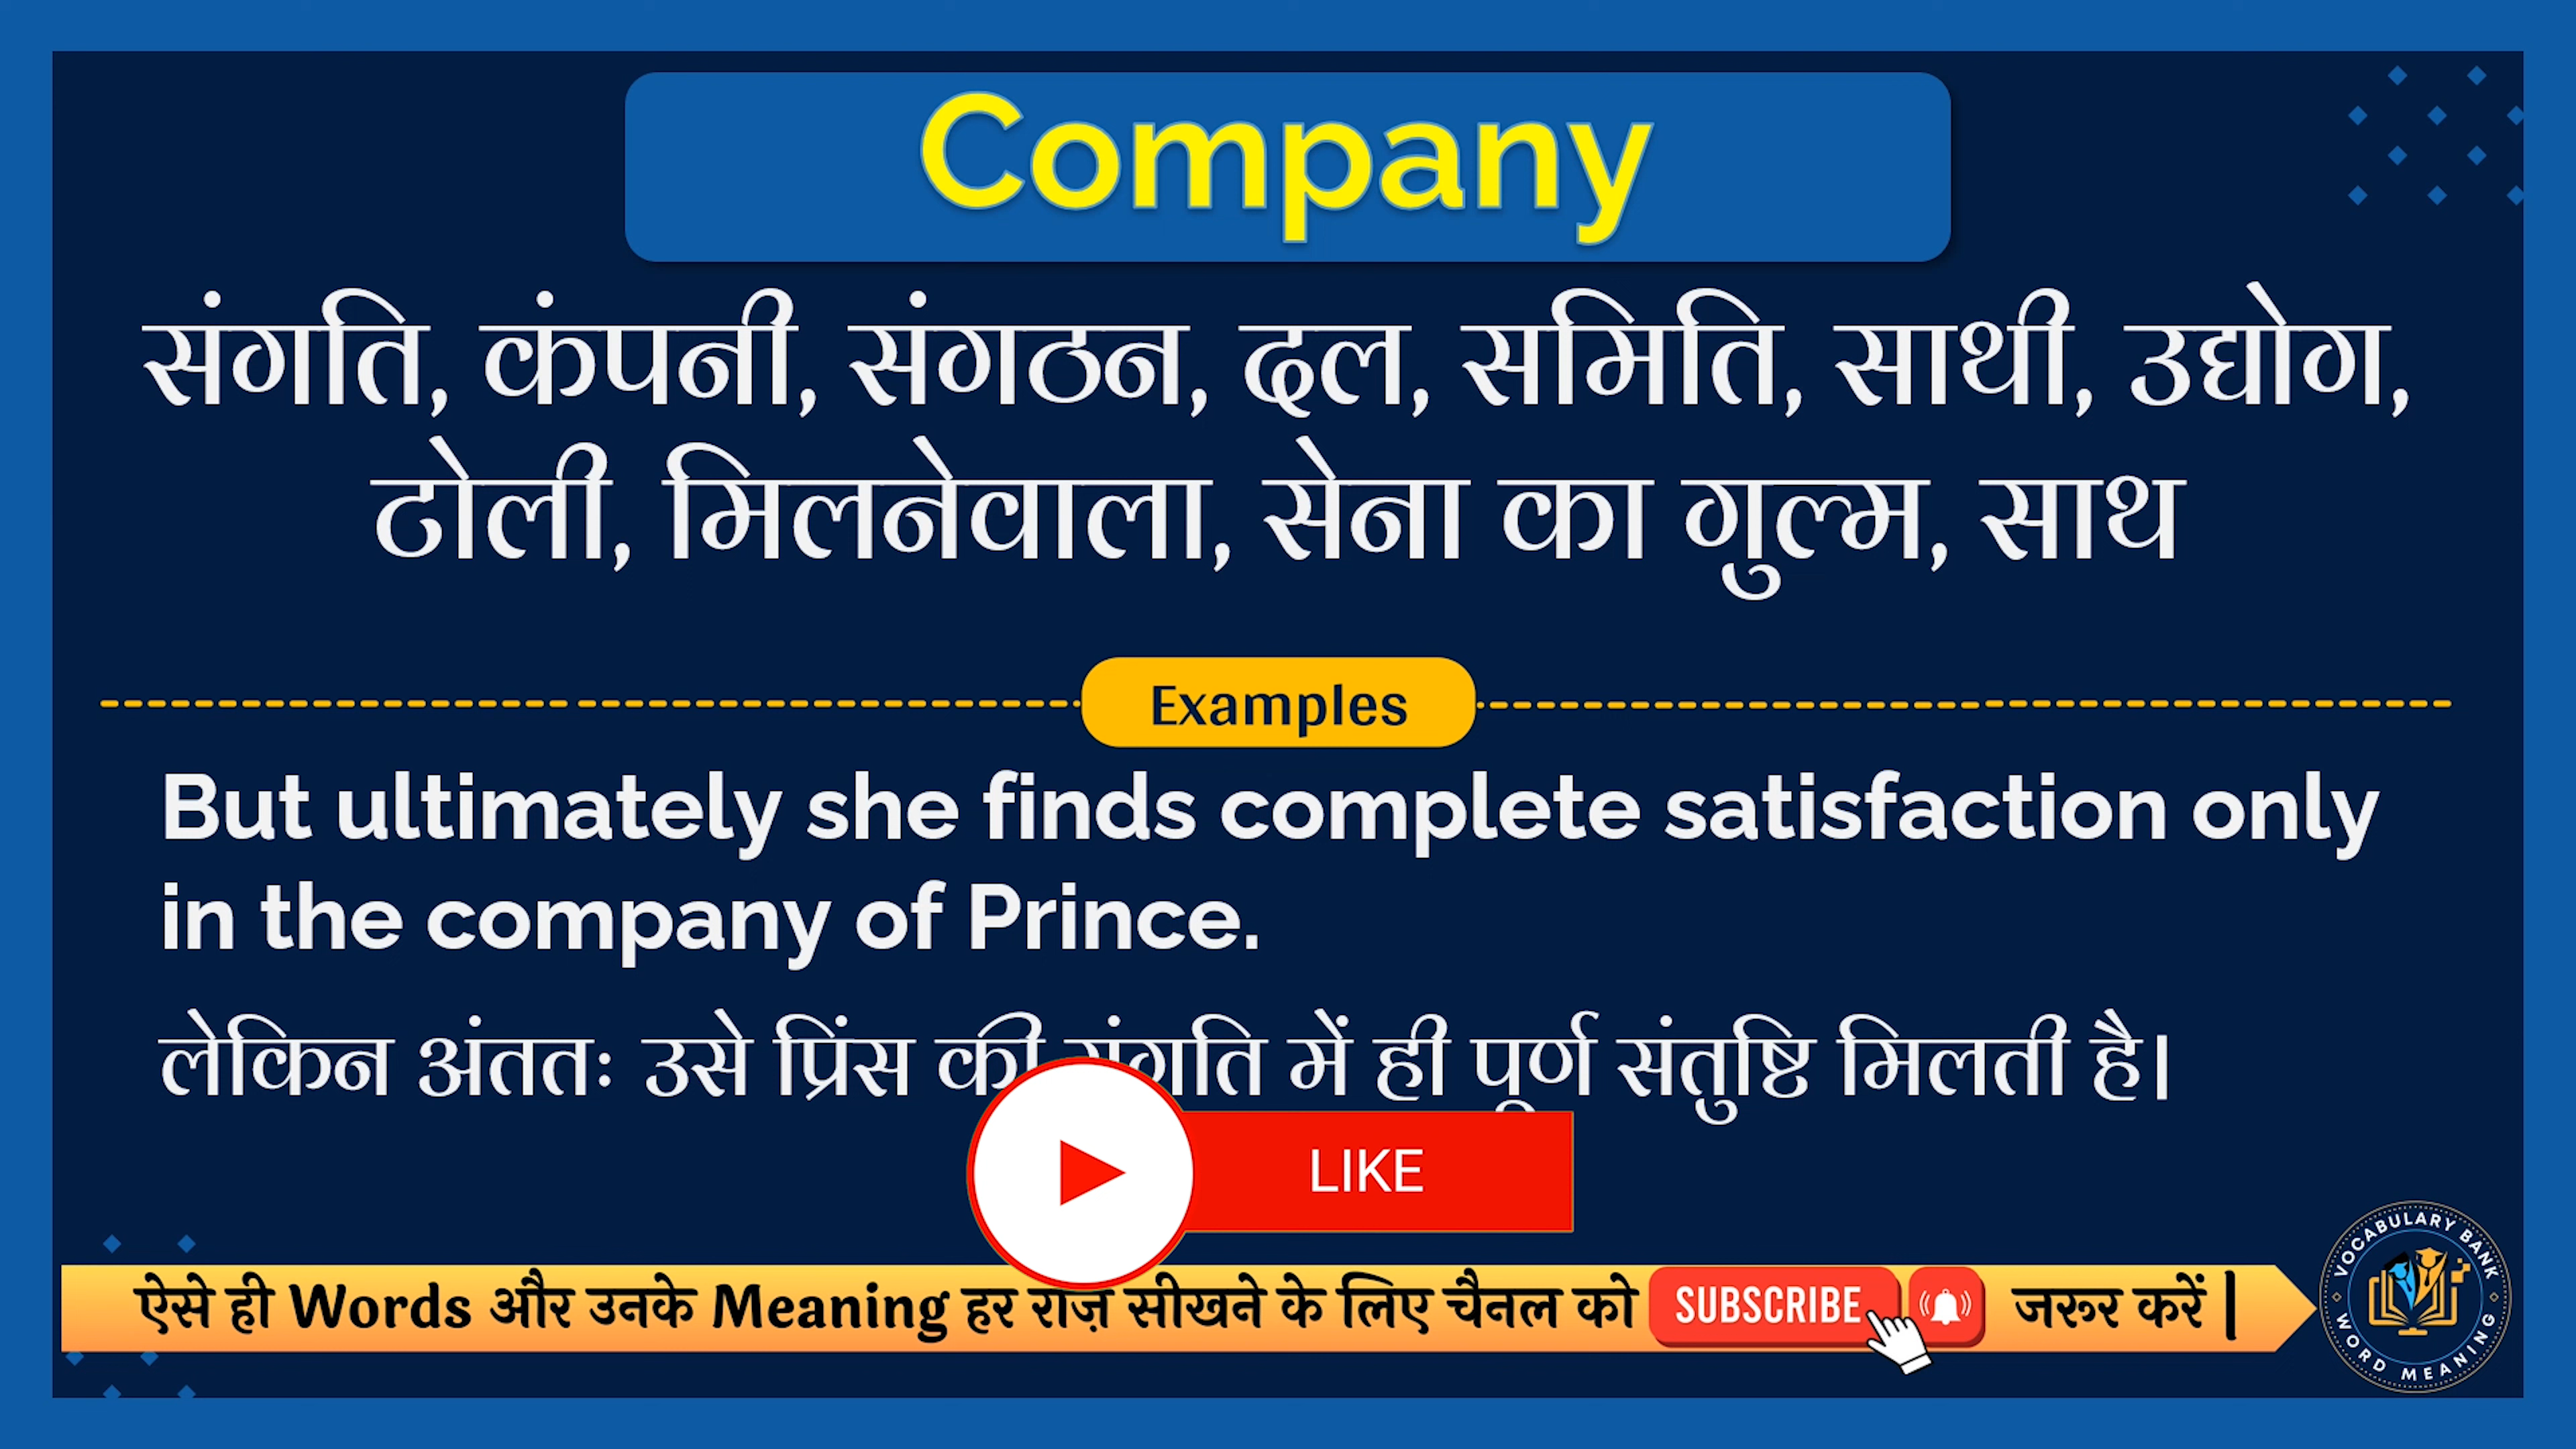 Company
संगति, कंपनी, संगठन, दल, समिति, साथी, उद्योग,
टोली, मिलनेवाला, सेना का गुल्म, साथ
Examples
But ultimately she finds complete satisfaction only
in the company of Prince.
लेकिन अंततः उसे प्रिंस की संगति में ही पूर्ण संतुष्टि मिलती है।
LIKE
ऐसे ही Words और उनके Meaning हर राज़ सीखने के लिए चैनल को SUBSCRIBE जरूर करें |
VOCABULARY BANK
WORD MEANING